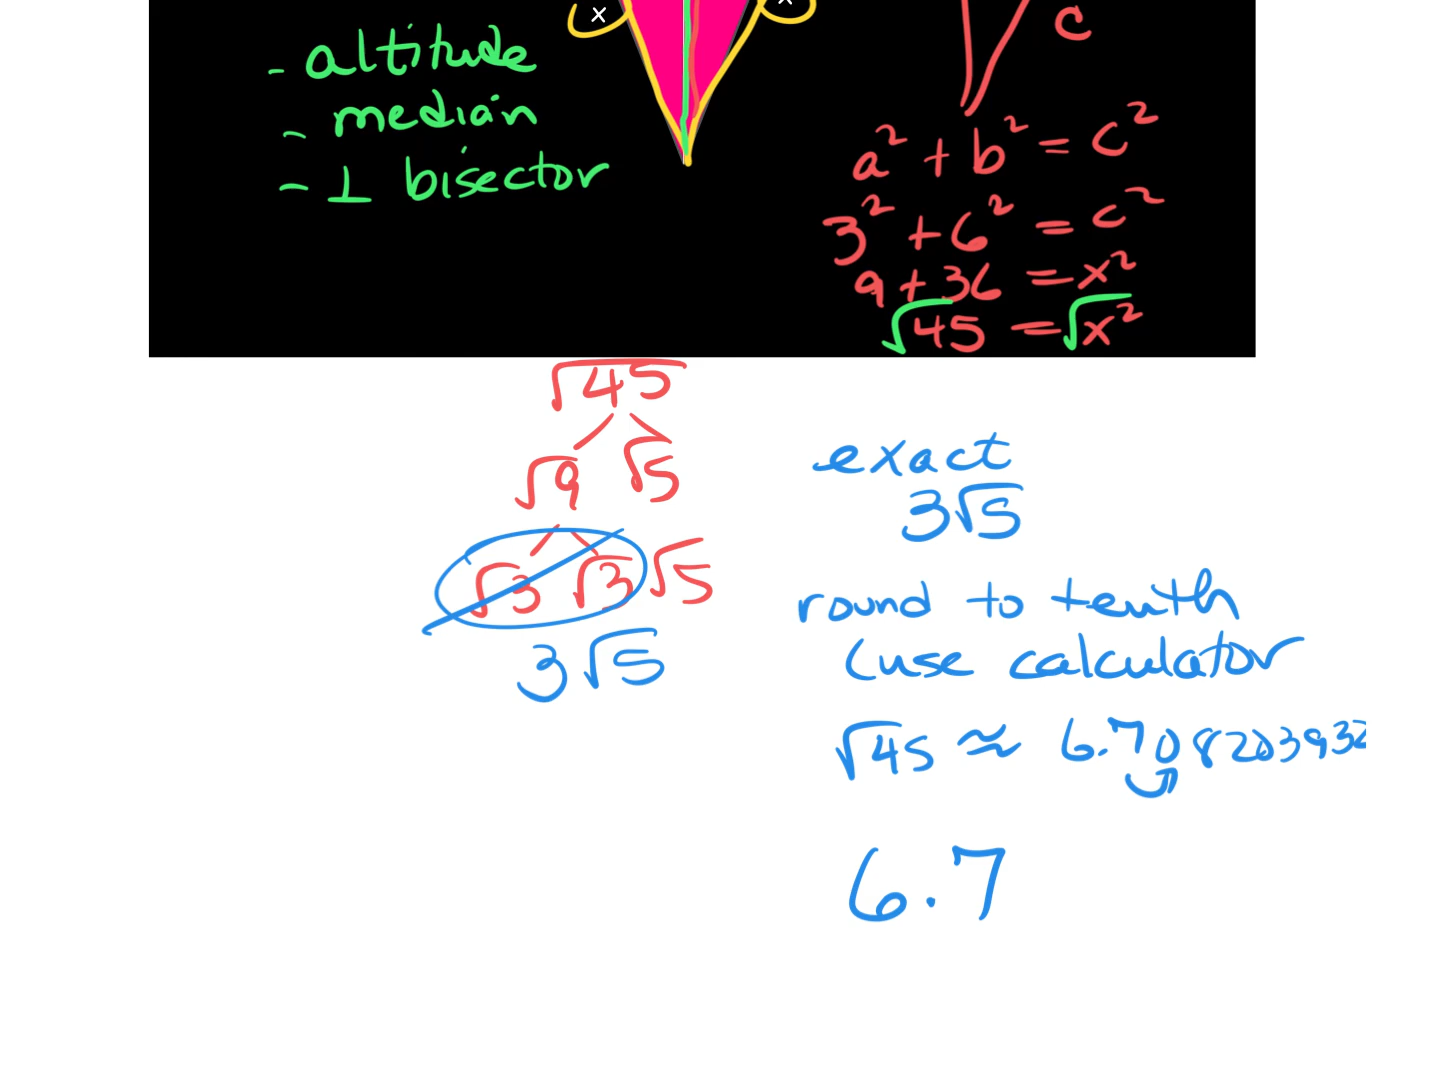 x x
- altitude
- median
- ⊥ bisector
c
a² + b² = c²
3² + 6² = c²
9 + 36 = x²
√45 = √x²
√45
√9 √5
√3 √3 √5
3√5
exact
3√5
round to tenth
(use calculator
√45 ≈ 6.708203932
6.7